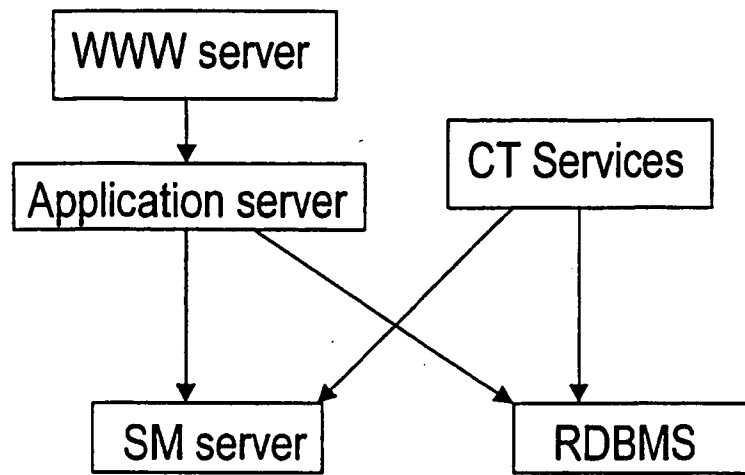 WWW server
CT Services
Application server
SM server
RDBMS